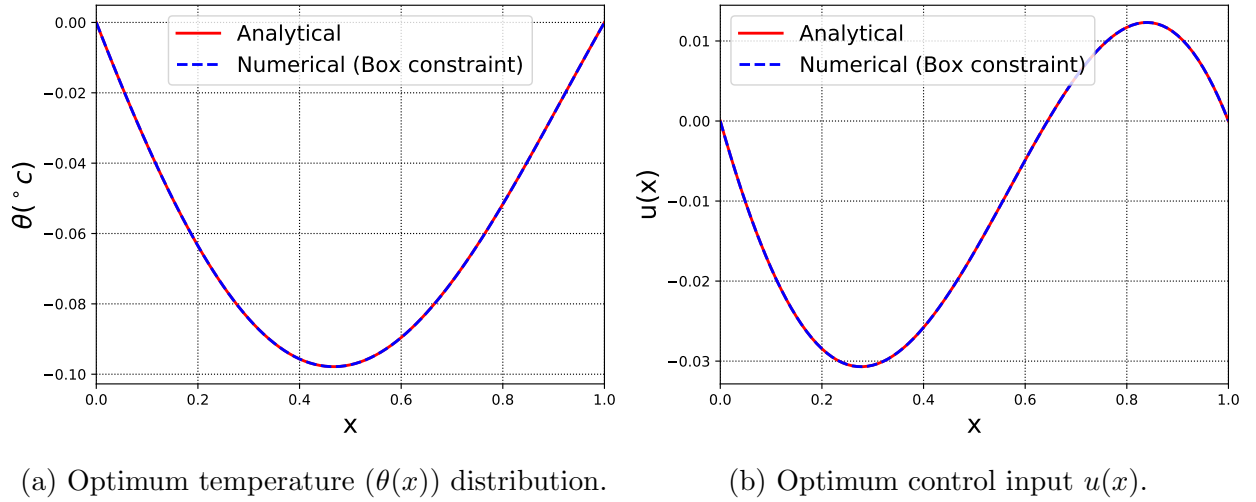 Analytical
Numerical (Box constraint)
0.00
−0.02
−0.04
−0.06
−0.08
−0.10
θ(°c)
0.0 0.2 0.4 0.6 0.8 1.0
x
(a) Optimum temperature (θ(x)) distribution.
Analytical
Numerical (Box constraint)
0.01
0.00
−0.01
−0.02
−0.03
u(x)
0.0 0.2 0.4 0.6 0.8 1.0
x
(b) Optimum control input u(x).